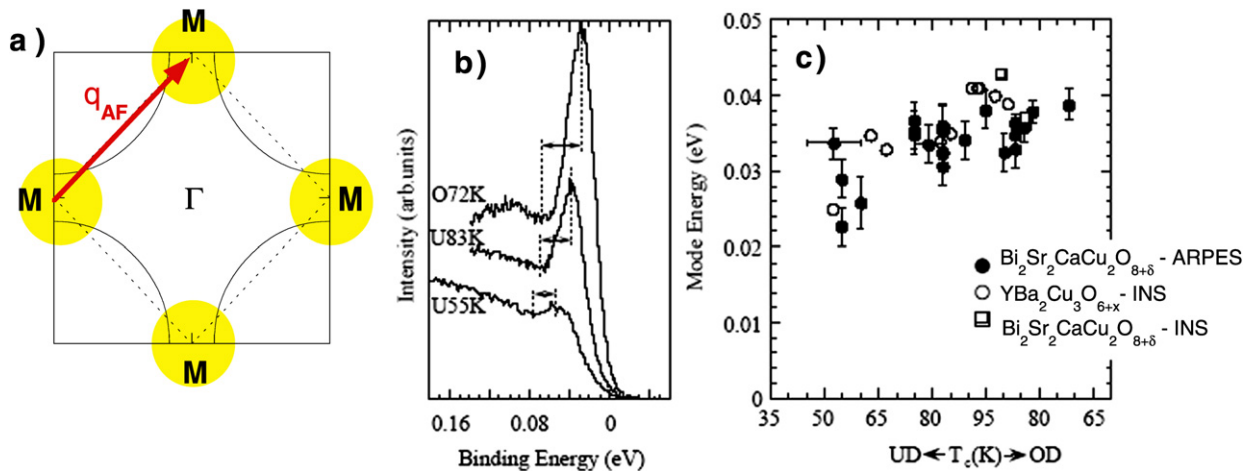 a )
M
q_AF
M
Γ
M
M
b )
Intensity (arb.units)
O72K
U83K
U55K
0.16 0.08 0
Binding Energy (eV)
c )
Mode Energy (eV)
0.05
0.04
0.03
0.02
0.01
0
35 50 65 80 95 80 65
UD ←T_c(K)→ OD
Bi₂Sr₂CaCu₂O₈₊δ - ARPES
YBa₂Cu₃O₆₊ₓ - INS
Bi₂Sr₂CaCu₂O₈₊δ - INS